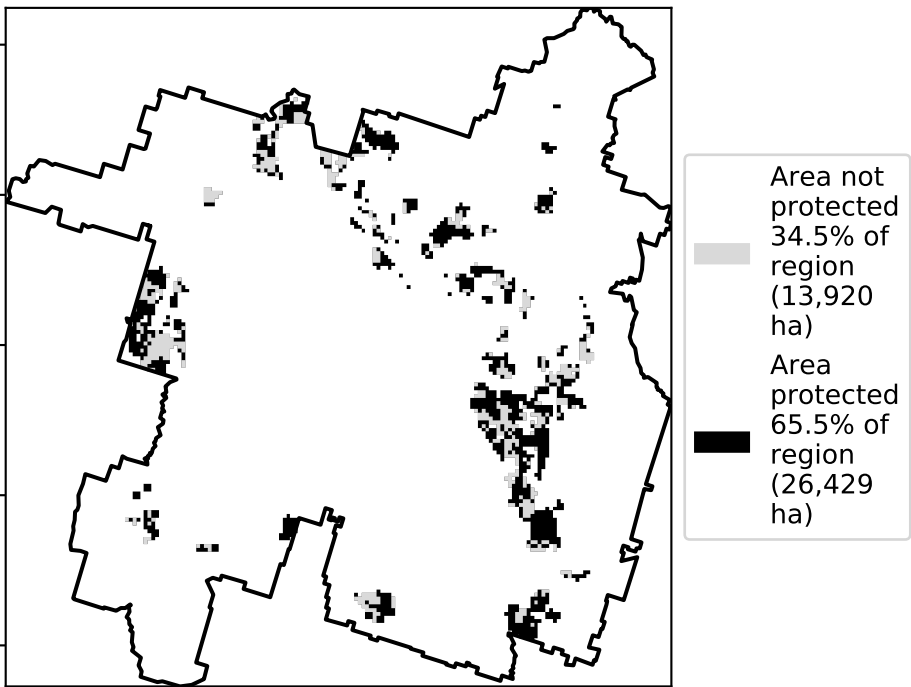 Area not
protected
34.5% of
region
(13,920
ha)
Area
protected
65.5% of
region
(26,429
ha)